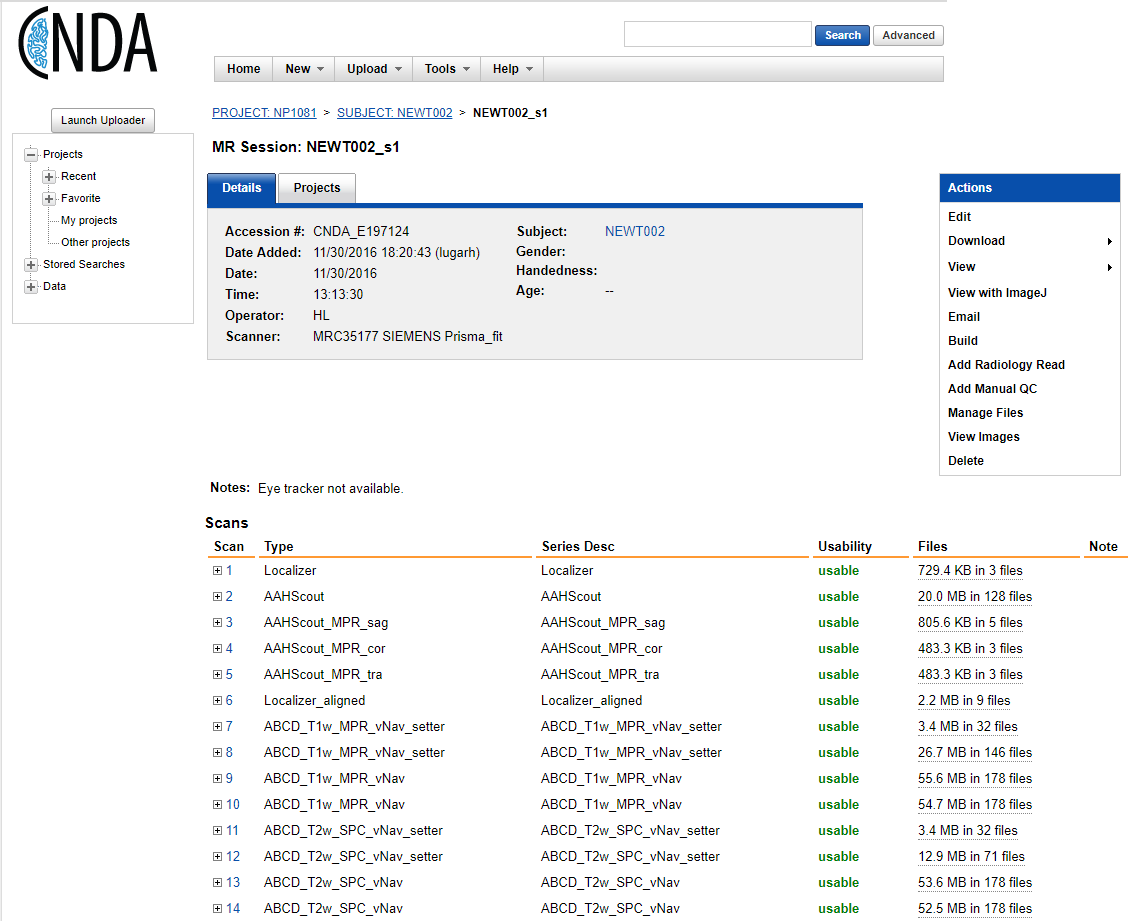 CNDA
Search Advanced
Home New Upload Tools Help
Launch Uploader
Projects
Recent
Favorite
My projects
Other projects
Stored Searches
Data
PROJECT: NP1081 > SUBJECT: NEWT002 > NEWT002_s1
MR Session: NEWT002_s1
Details Projects
Accession #: CNDA_E197124
Date Added: 11/30/2016 18:20:43 (lugarh)
Date: 11/30/2016
Time: 13:13:30
Operator: HL
Scanner: MRC35177 SIEMENS Prisma_fit
Subject: NEWT002
Gender:
Handedness:
Age: --
Actions
Edit
Download
View
View with ImageJ
Email
Build
Add Radiology Read
Add Manual QC
Manage Files
View Images
Delete
Notes: Eye tracker not available.
Scans
Scan Type Series Desc Usability Files Note
1 Localizer Localizer usable 729.4 KB in 3 files
2 AAHScout AAHScout usable 20.0 MB in 128 files
3 AAHScout_MPR_sag AAHScout_MPR_sag usable 805.6 KB in 5 files
4 AAHScout_MPR_cor AAHScout_MPR_cor usable 483.3 KB in 3 files
5 AAHScout_MPR_tra AAHScout_MPR_tra usable 483.3 KB in 3 files
6 Localizer_aligned Localizer_aligned usable 2.2 MB in 9 files
7 ABCD_T1w_MPR_vNav_setter ABCD_T1w_MPR_vNav_setter usable 3.4 MB in 32 files
8 ABCD_T1w_MPR_vNav_setter ABCD_T1w_MPR_vNav_setter usable 26.7 MB in 146 files
9 ABCD_T1w_MPR_vNav ABCD_T1w_MPR_vNav usable 55.6 MB in 178 files
10 ABCD_T1w_MPR_vNav ABCD_T1w_MPR_vNav usable 54.7 MB in 178 files
11 ABCD_T2w_SPC_vNav_setter ABCD_T2w_SPC_vNav_setter usable 3.4 MB in 32 files
12 ABCD_T2w_SPC_vNav_setter ABCD_T2w_SPC_vNav_setter usable 12.9 MB in 71 files
13 ABCD_T2w_SPC_vNav ABCD_T2w_SPC_vNav usable 53.6 MB in 178 files
14 ABCD_T2w_SPC_vNav ABCD_T2w_SPC_vNav usable 52.5 MB in 178 files